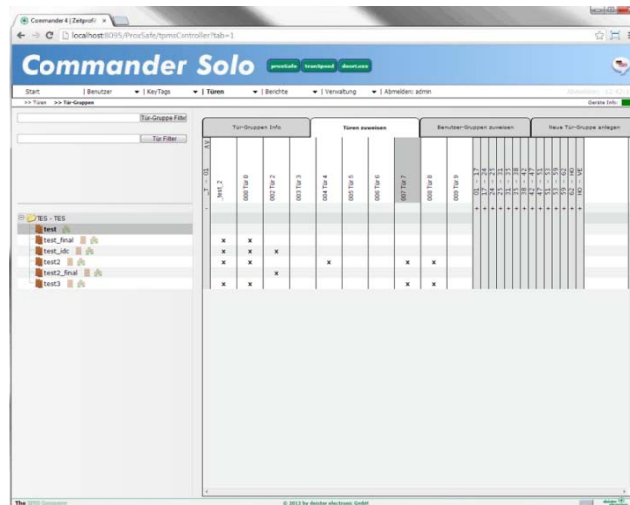 Commander 4 | Zeitprofil
localhost:8095/ProxSafe/tpmsController?tab=1
Commander Solo
proxSafe
Start | Benutzer | KeyTags | Türen | Berichte | Verwaltung | Abmelden: admin
>> Türen >> Tür-Gruppen
Geräte Info:
Tür-Gruppe Filter
Tür Filter
Tür-Gruppen Info
Türen zuweisen
Benutzer-Gruppen zuweisen
Neue Tür-Gruppe anlegen
_test_2
000 Tür 0
002 Tür 2
003 Tür 3
004 Tür 4
005 Tür 5
006 Tür 6
007 Tür 7
008 Tür 8
009 Tür 9
TES - TES
test
test_final x x
test_idc x x x
test2 x x x x x
test2_final x
test3 x x x x
© 2013 by deister electronic GmbH